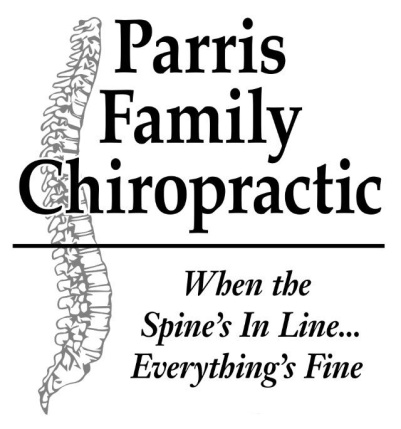 Parris
Family
Chiropractic
When the
Spine's In Line...
Everything's Fine